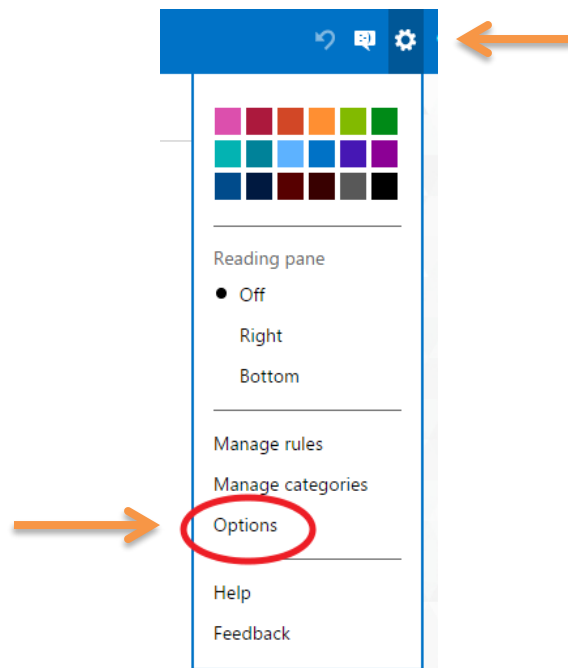 Reading pane
Off
Right
Bottom
Manage rules
Manage categories
Options
Help
Feedback